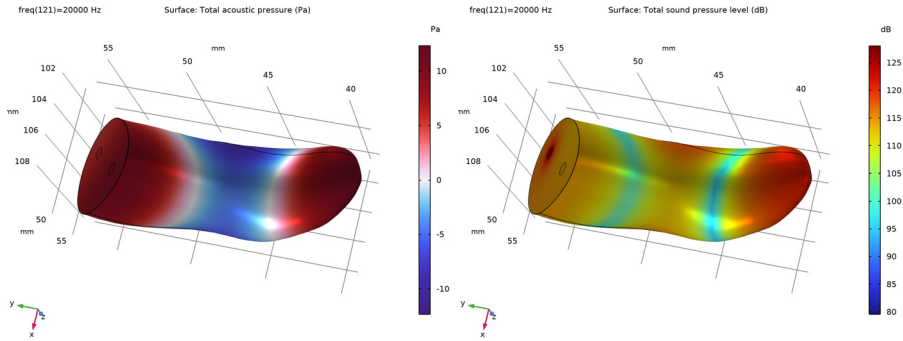 freq(121)=20000 Hz Surface: Total acoustic pressure (Pa)
Pa
55
mm
50
45
40
102
104
mm
106
108
50
mm
55
10
5
0
-5
-10
y
z
x
freq(121)=20000 Hz Surface: Total sound pressure level (dB)
dB
55
mm
50
45
40
102
104
mm
106
108
50
mm
55
125
120
115
110
105
100
95
90
85
80
y
z
x